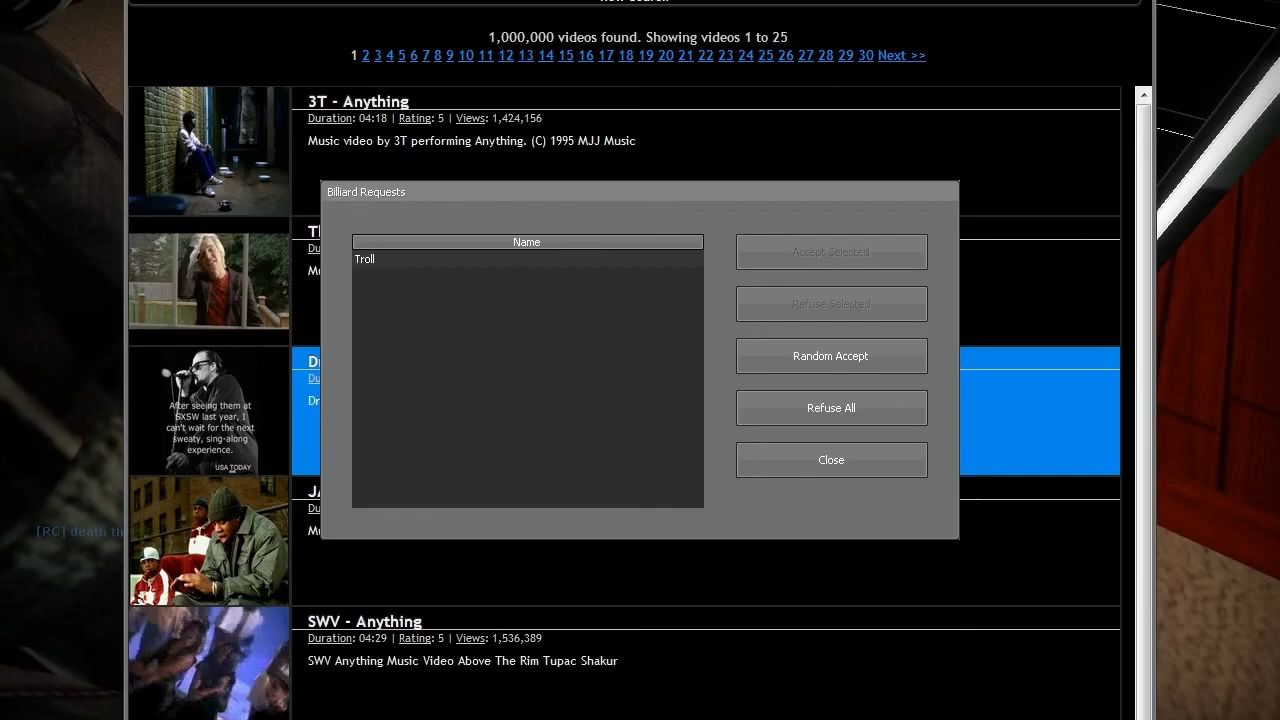 1,000,000 videos found. Showing videos 1 to 25
1 2 3 4 5 6 7 8 9 10 11 12 13 14 15 16 17 18 19 20 21 22 23 24 25 26 27 28 29 30 Next >>
3T - Anything
Duration: 04:18 | Rating: 5 | Views: 1,424,156
Music video by 3T performing Anything. (C) 1995 MJJ Music
Billiard Requests
Name
Troll
Accept Selected
Refuse Selected
Random Accept
Refuse All
Close
After seeing them at
SXSW last year, I
can't wait for the next
sweaty, sing-along
experience.
USA TODAY
[RC] death th
SWV - Anything
Duration: 04:29 | Rating: 5 | Views: 1,536,389
SWV Anything Music Video Above The Rim Tupac Shakur